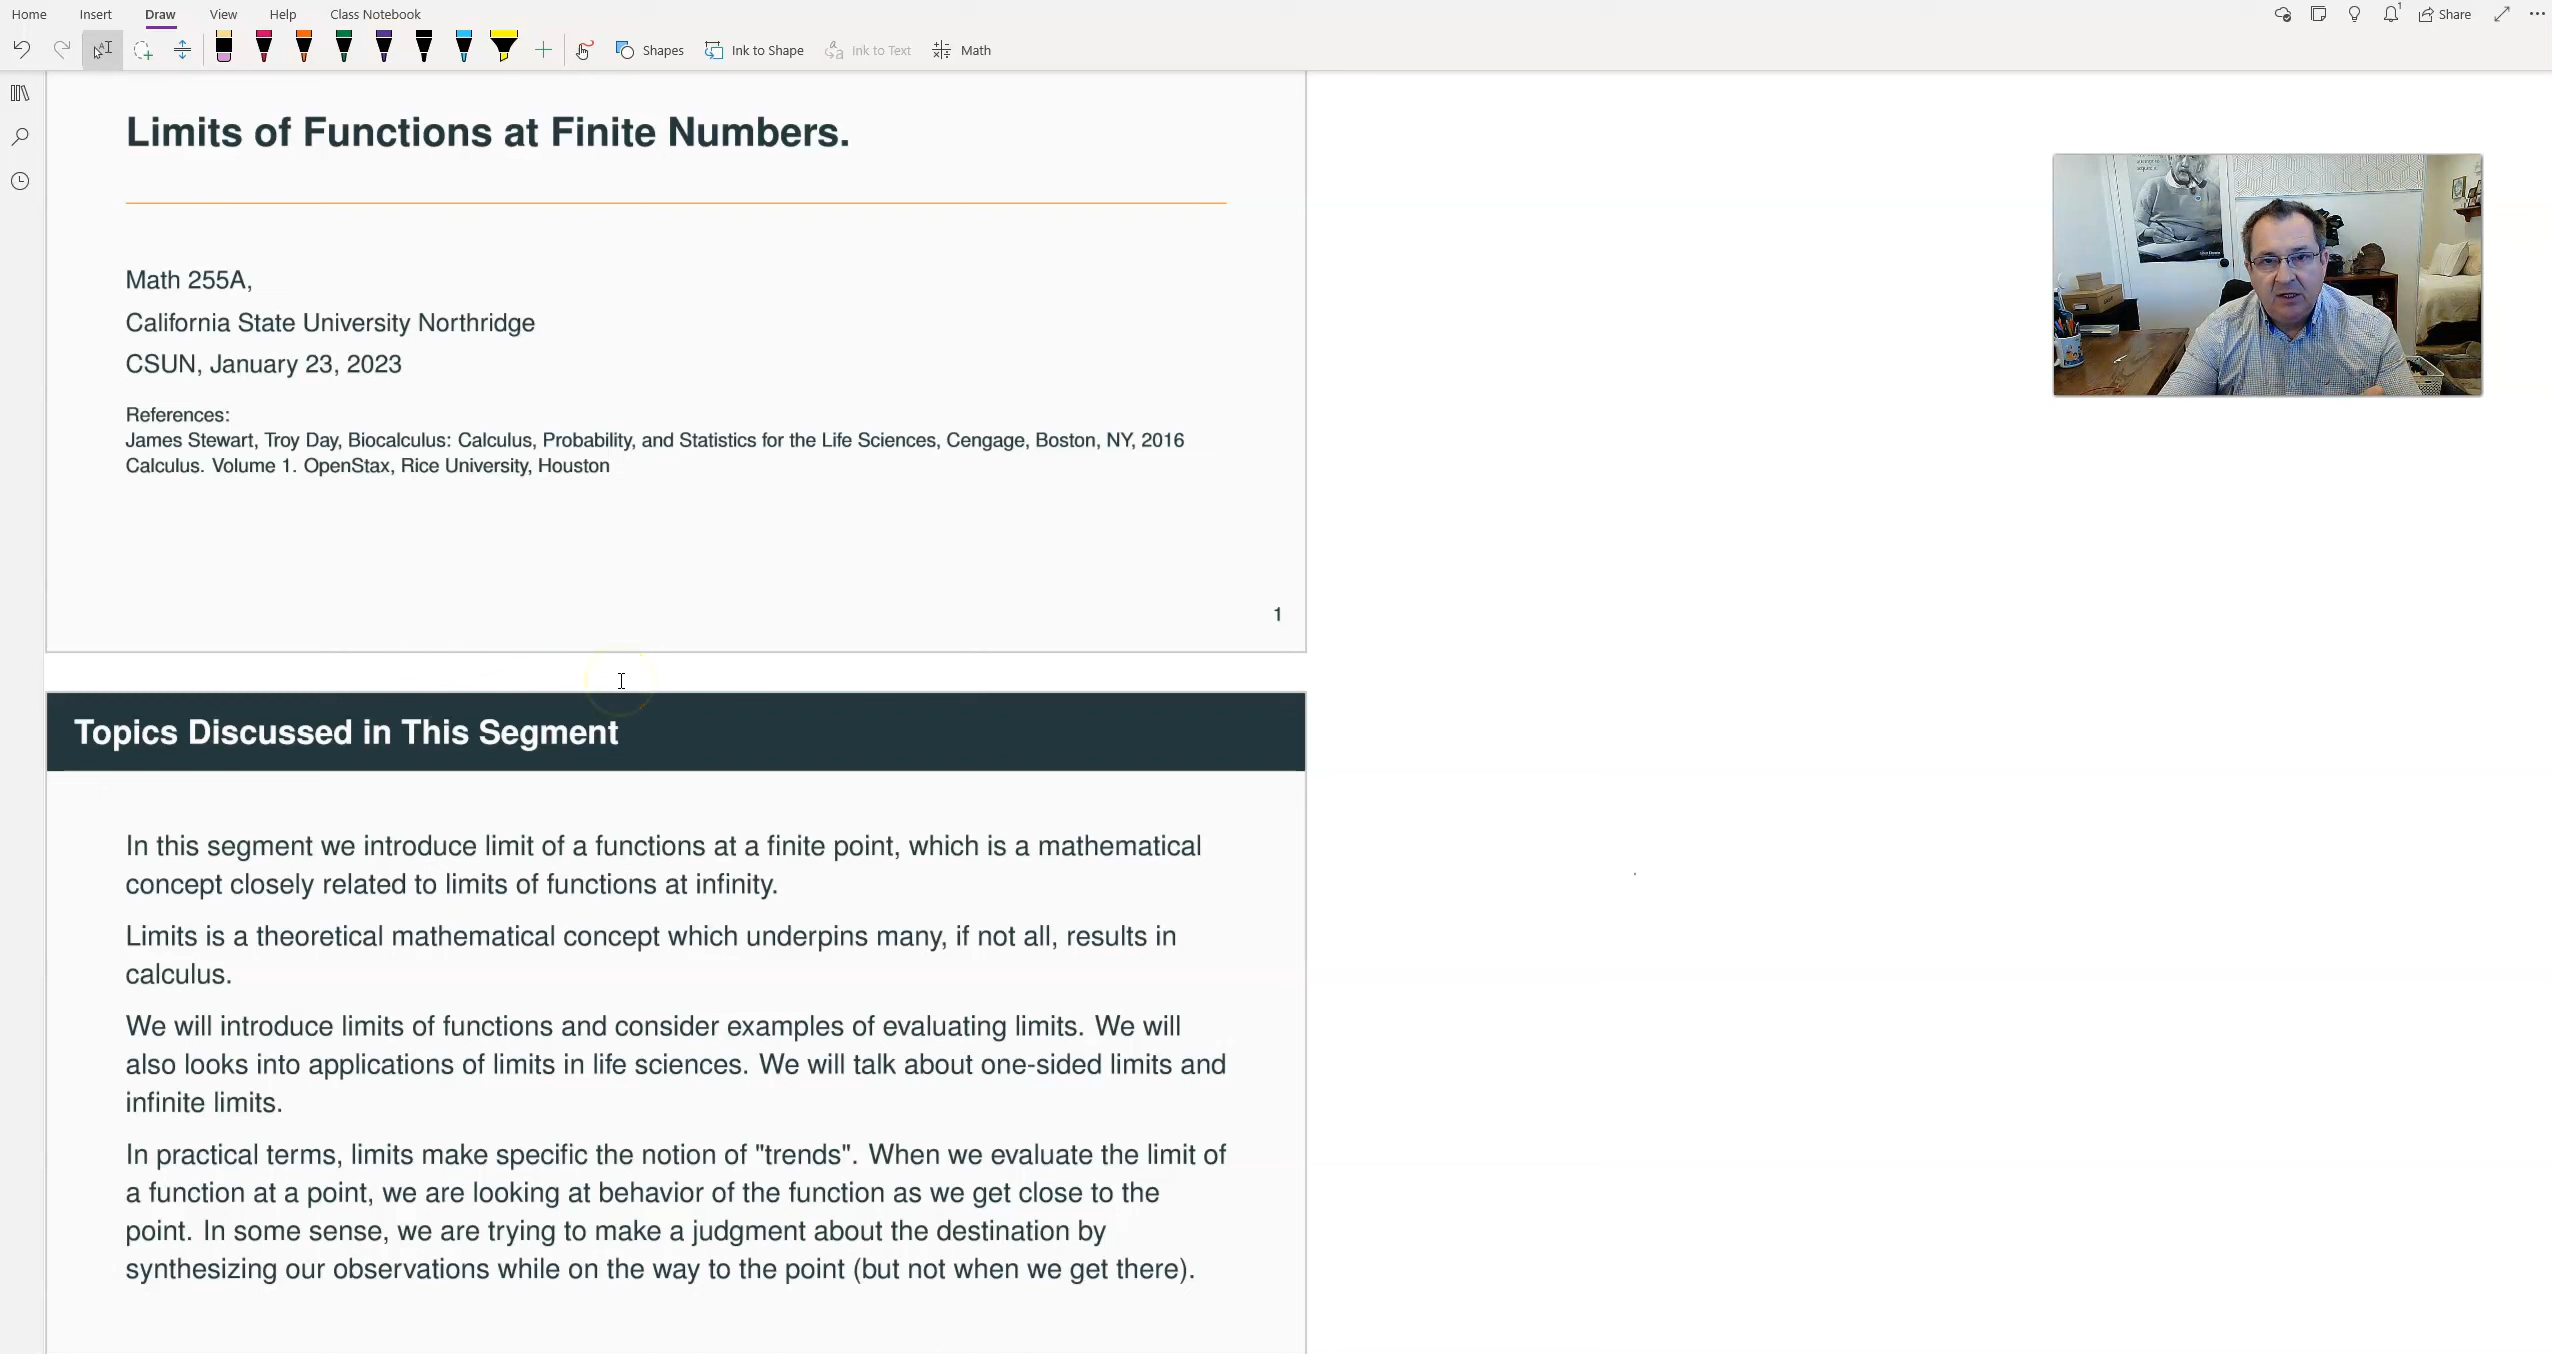 Home Insert Draw View Help Class Notebook
1 Share
Shapes Ink to Shape Ink to Text Math
Limits of Functions at Finite Numbers.
Math 255A,
California State University Northridge
CSUN, January 23, 2023
References:
James Stewart, Troy Day, Biocalculus: Calculus, Probability, and Statistics for the Life Sciences, Cengage, Boston, NY, 2016
Calculus. Volume 1. OpenStax, Rice University, Houston
1
Topics Discussed in This Segment
In this segment we introduce limit of a functions at a finite point, which is a mathematical
concept closely related to limits of functions at infinity.
Limits is a theoretical mathematical concept which underpins many, if not all, results in
calculus.
We will introduce limits of functions and consider examples of evaluating limits. We will
also looks into applications of limits in life sciences. We will talk about one-sided limits and
infinite limits.
In practical terms, limits make specific the notion of "trends". When we evaluate the limit of
a function at a point, we are looking at behavior of the function as we get close to the
point. In some sense, we are trying to make a judgment about the destination by
synthesizing our observations while on the way to the point (but not when we get there).